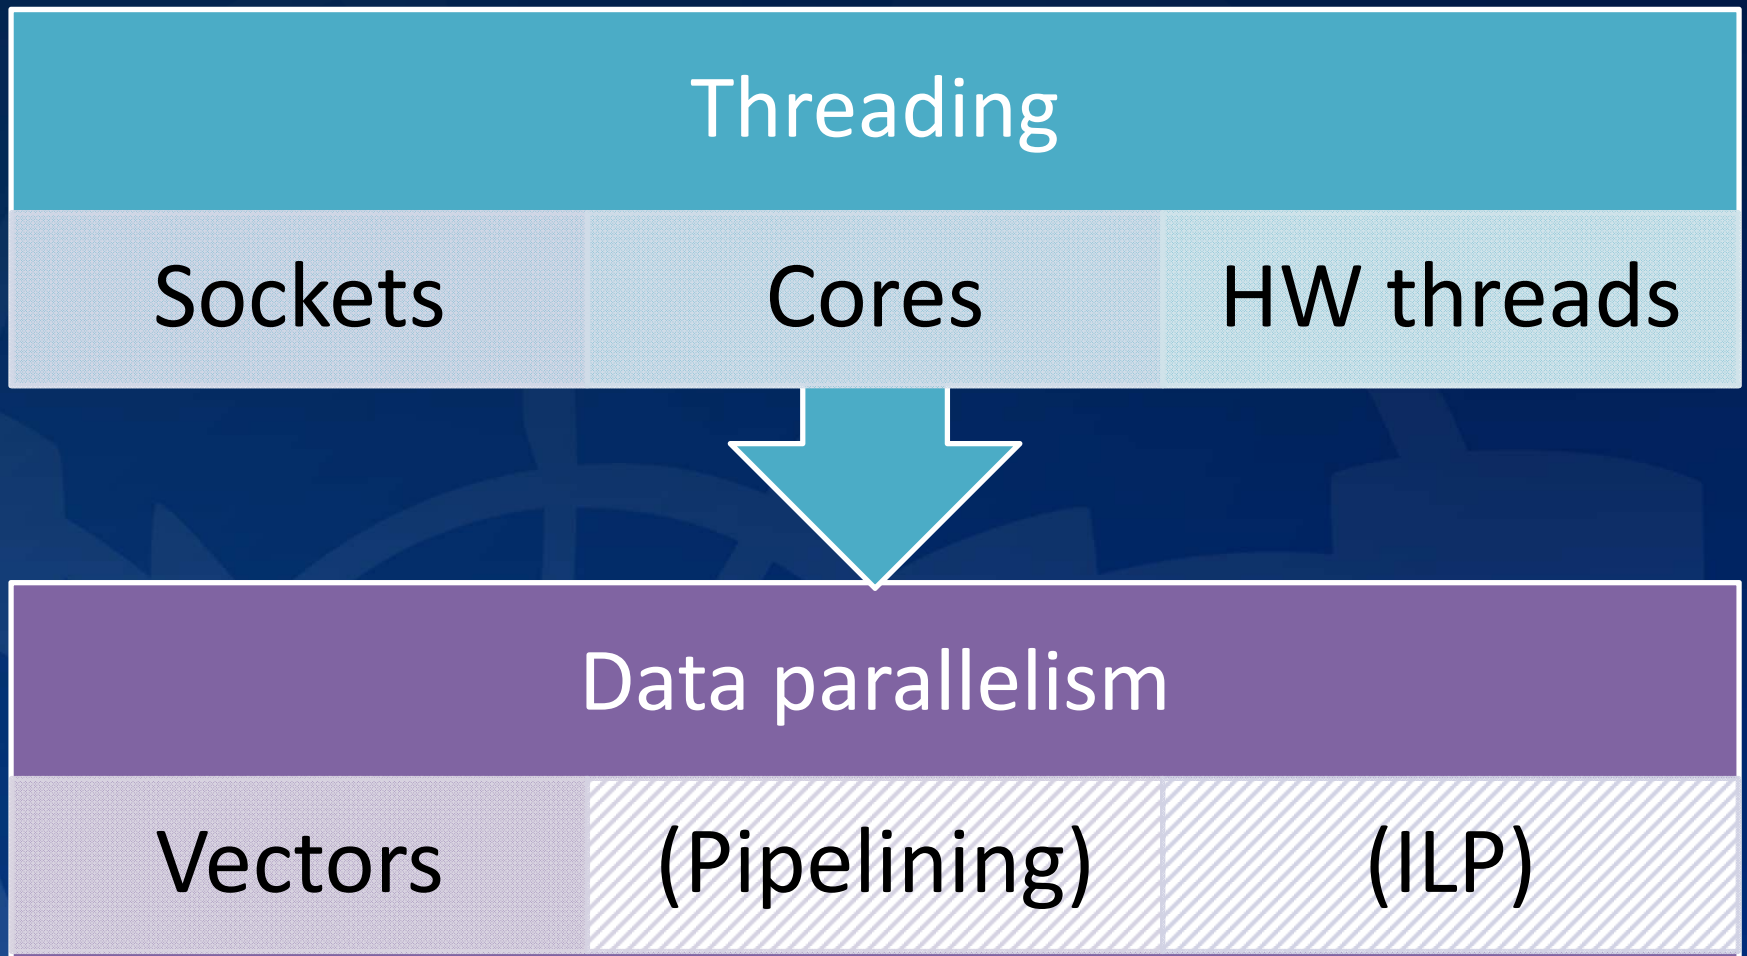 Threading
Sockets Cores HW threads
Data parallelism
Vectors (Pipelining) (ILP)